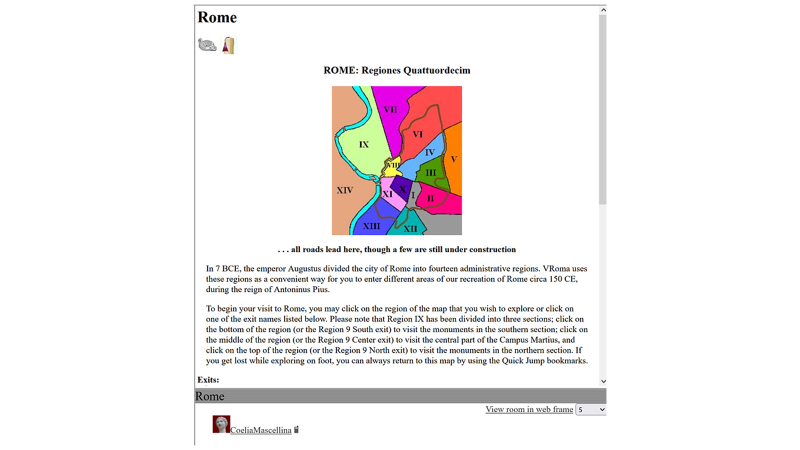 Rome
ROME: Regiones Quattuordecim
VII
VI
IX
IV
V
VIII
III
XIV
XI
X
I
II
XIII
XII
. . . all roads lead here, though a few are still under construction
In 7 BCE, the emperor Augustus divided the city of Rome into fourteen administrative regions. VRoma uses
these regions as a convenient way for you to enter different areas of our recreation of Rome circa 150 CE,
during the reign of Antoninus Pius.
To begin your visit to Rome, you may click on the region of the map that you wish to explore or click on
one of the exit names listed below. Please note that Region IX has been divided into three sections; click on
the bottom of the region (or the Region 9 South exit) to visit the monuments in the southern section; click on
the middle of the region (or the Region 9 Center exit) to visit the central part of the Campus Martius, and
click on the top of the region (or the Region 9 North exit) to visit the monuments in the northern section. If
you get lost while exploring on foot, you can always return to this map by using the Quick Jump bookmarks.
Exits:
Rome
View room in web frame 5
CoeliaMascellina